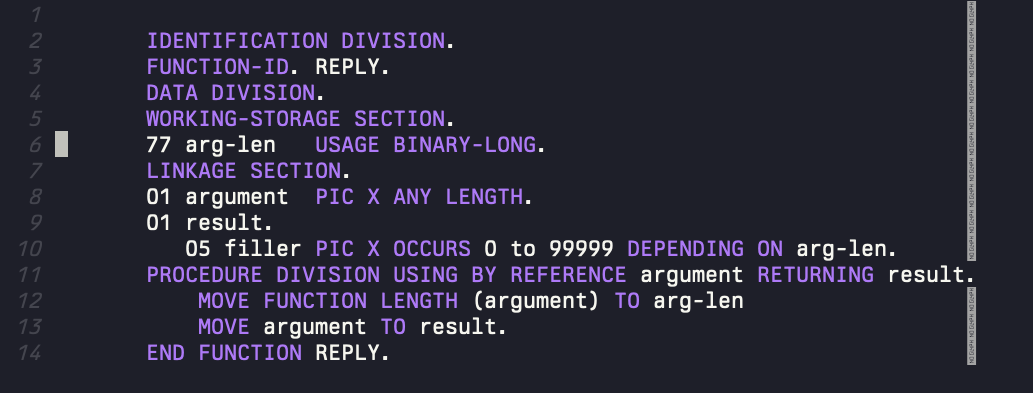 1
2 IDENTIFICATION DIVISION.
3 FUNCTION-ID. REPLY.
4 DATA DIVISION.
5 WORKING-STORAGE SECTION.
6 77 arg-len   USAGE BINARY-LONG.
7 LINKAGE SECTION.
8 01 argument  PIC X ANY LENGTH.
9 01 result.
10    05 filler PIC X OCCURS 0 to 99999 DEPENDING ON arg-len.
11 PROCEDURE DIVISION USING BY REFERENCE argument RETURNING result.
12     MOVE FUNCTION LENGTH (argument) TO arg-len
13     MOVE argument TO result.
14 END FUNCTION REPLY.